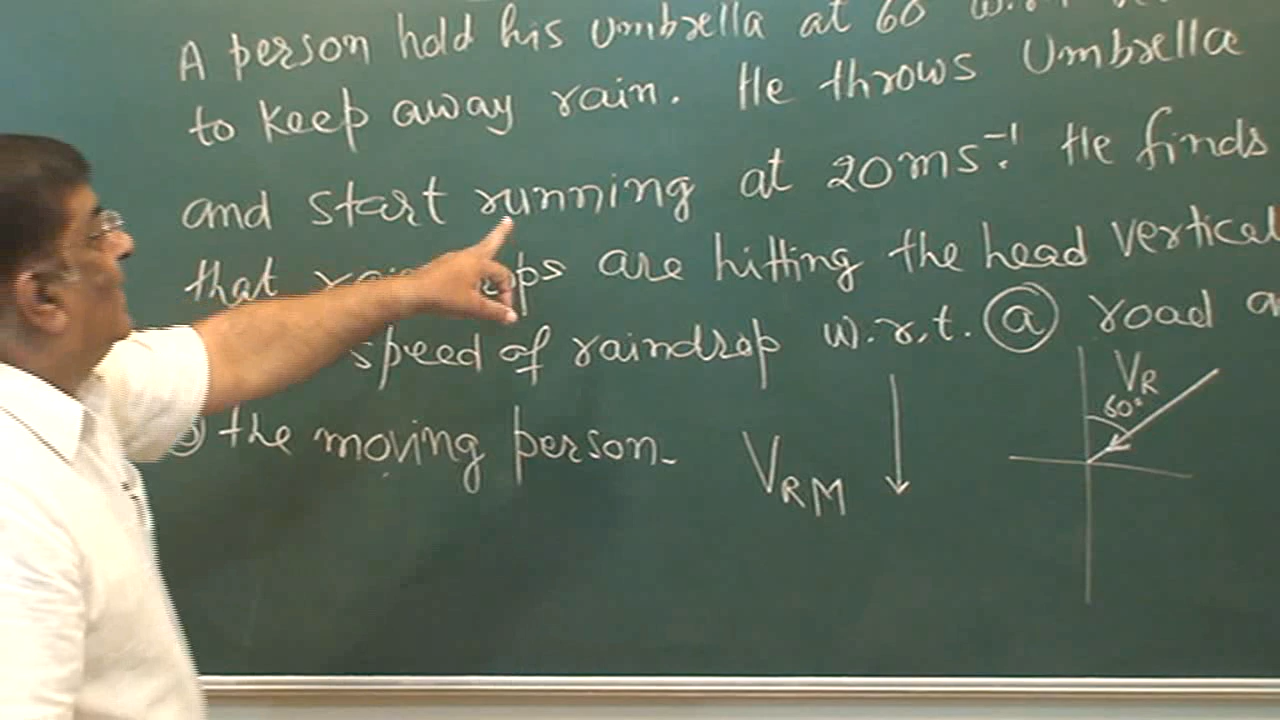 A person hold his umbrella at 60 w.r.t
to keep away rain. He throws Umbrella
and start running at 20ms⁻¹. He finds
that are hitting the head vertical
speed of raindrop w.r.t. (a) road
the moving person.
VRM
VR
60°